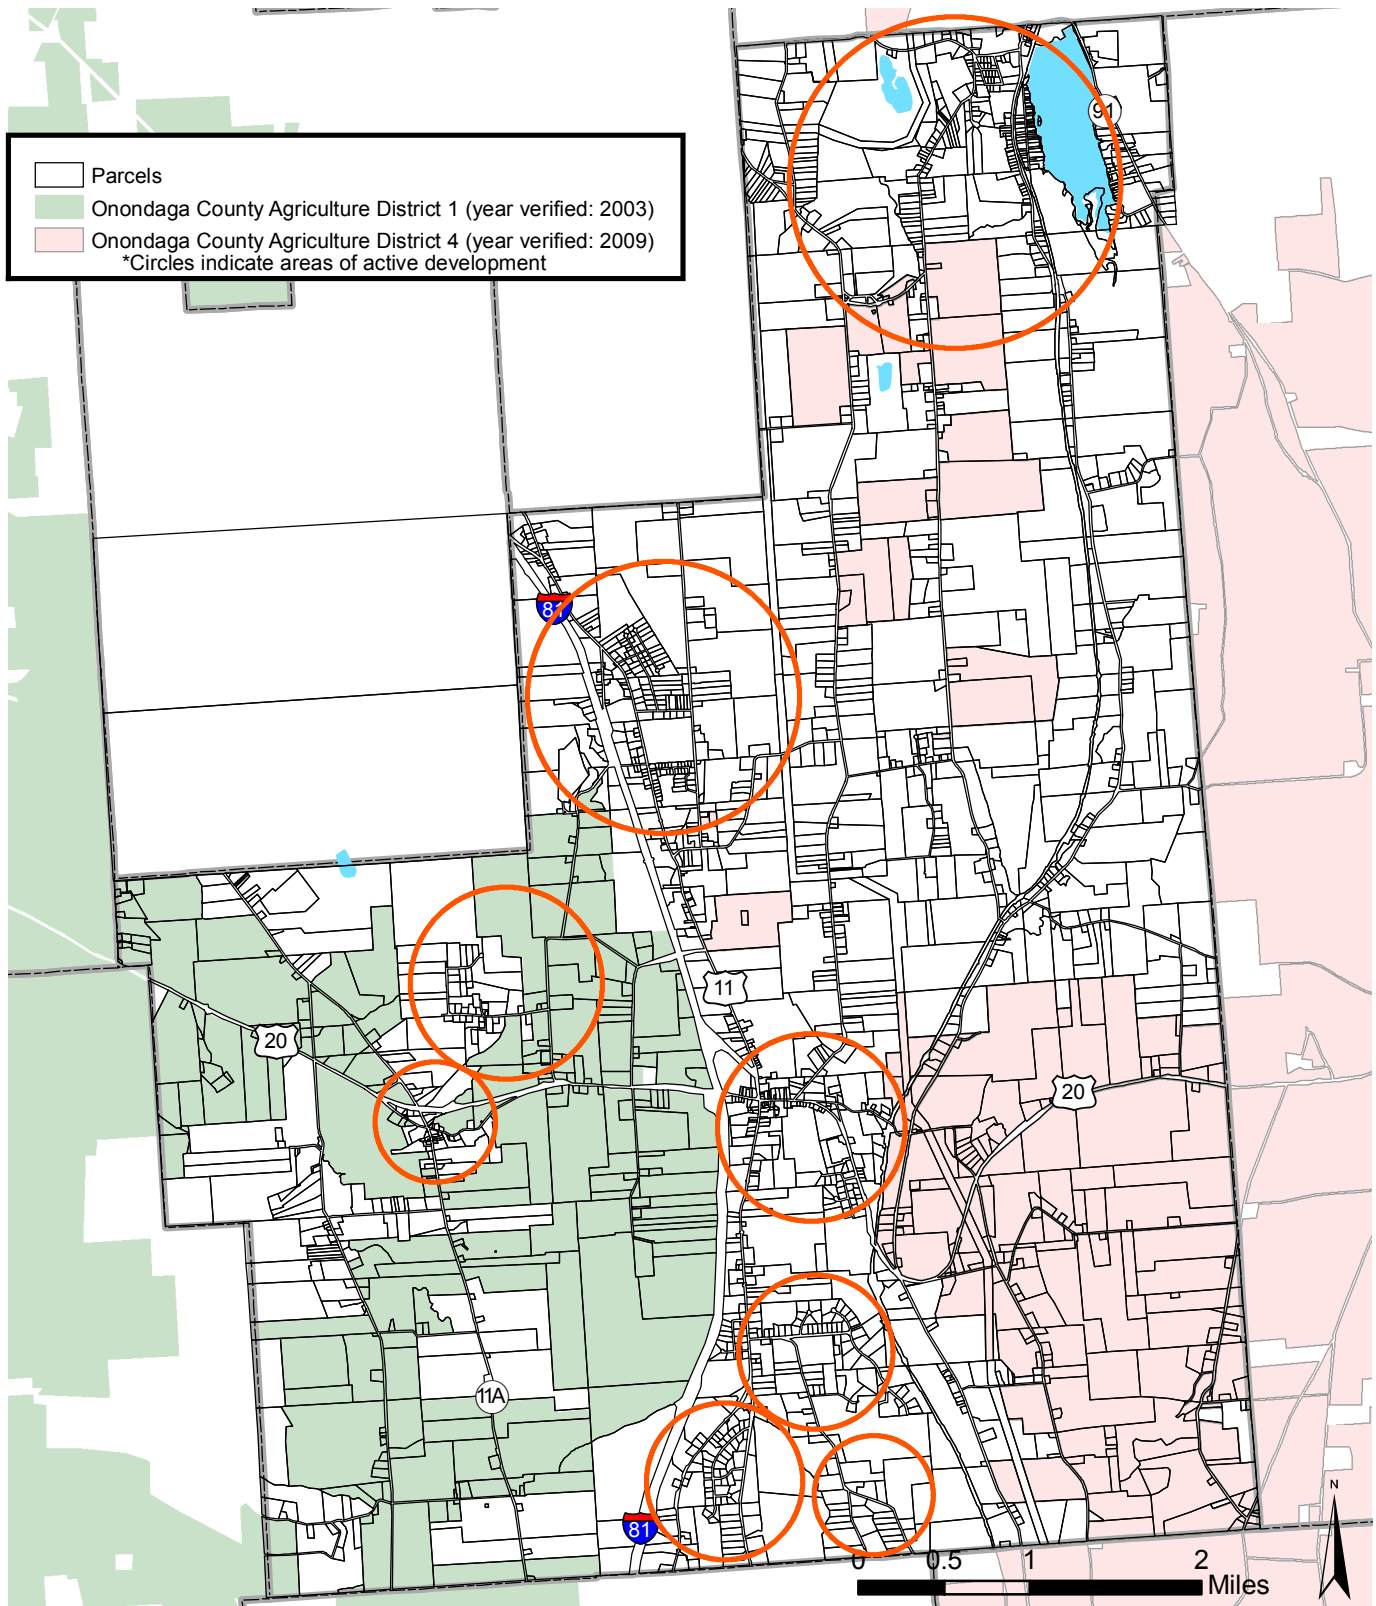 91
Parcels
Onondaga County Agriculture District 1 (year verified: 2003)
Onondaga County Agriculture District 4 (year verified: 2009)
*Circles indicate areas of active development
81
11
20
20
11A
81
N
0 0.5 1 2
Miles